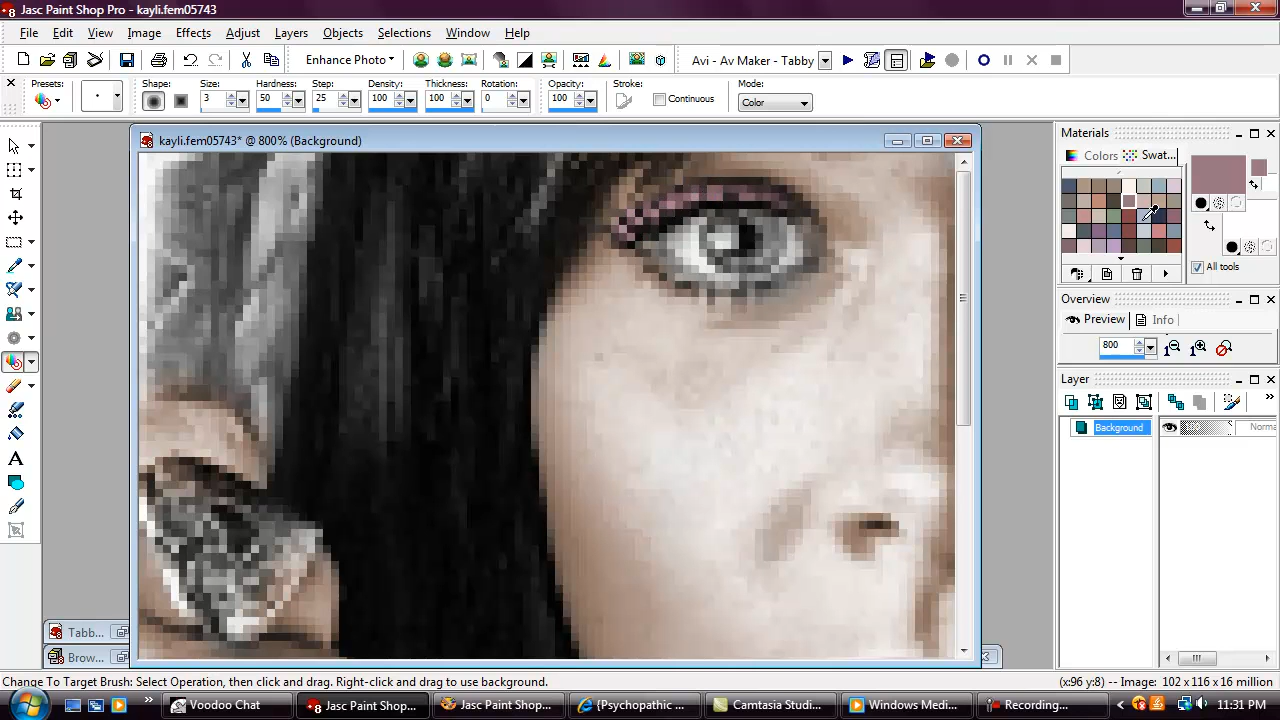 Jasc Paint Shop Pro - kayli.fem05743
File Edit View Image Effects Adjust Layers Objects Selections Window Help
Enhance Photo Avi - Av Maker - Tabby
Presets: Shape: Size: Hardness: Step: Density: Thickness: Rotation: Opacity: Stroke: Mode:
3 50 25 100 100 0 100 Continuous Color
kayli.fem05743* @ 800% (Background)
Materials
Colors Swat...
All tools
Overview
Preview Info
800
Layer
Background Norma
Tabb...
Brow...
Change To Target Brush: Select Operation, then click and drag. Right-click and drag to use background. (x:96 y:8) -- Image: 102 x 116 x 16 million
Voodoo Chat Jasc Paint Shop... Jasc Paint Shop... {Psychopathic ... Camtasia Studi... Windows Medi... Recording... 11:31 PM